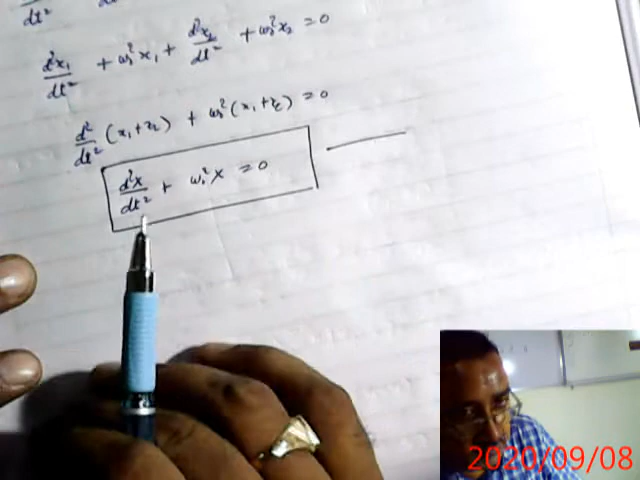 dt²
d²x₁/dt² + ω₀²x₁ + d²x₂/dt² + ω₀²x₂ = 0
d²/dt² (x₁+x₂) + ω₀²(x₁+x₂) = 0
d²x/dt² + ω₀²x = 0
2020/09/08